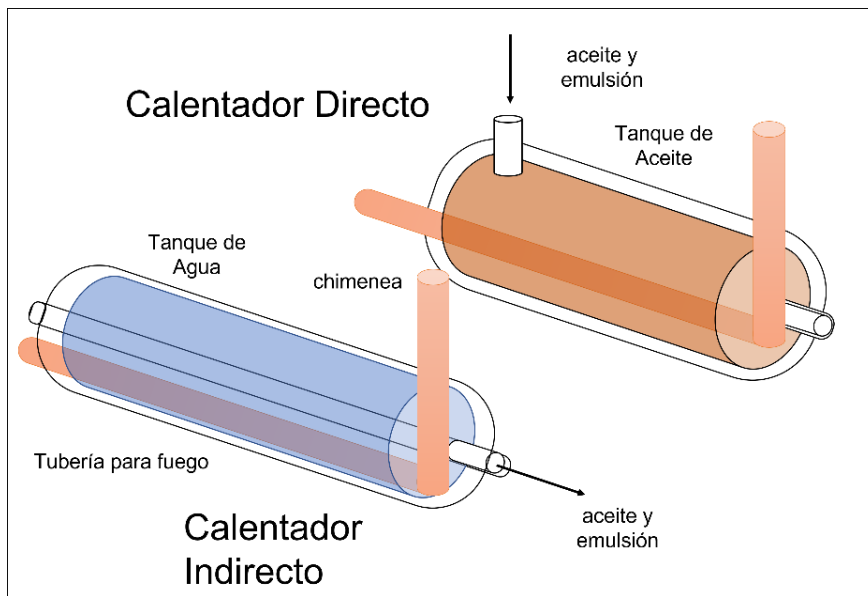 aceite y
emulsión
Calentador Directo
Tanque de
Aceite
Tanque de
Agua
chimenea
Tubería para fuego
aceite y
emulsión
Calentador
Indirecto